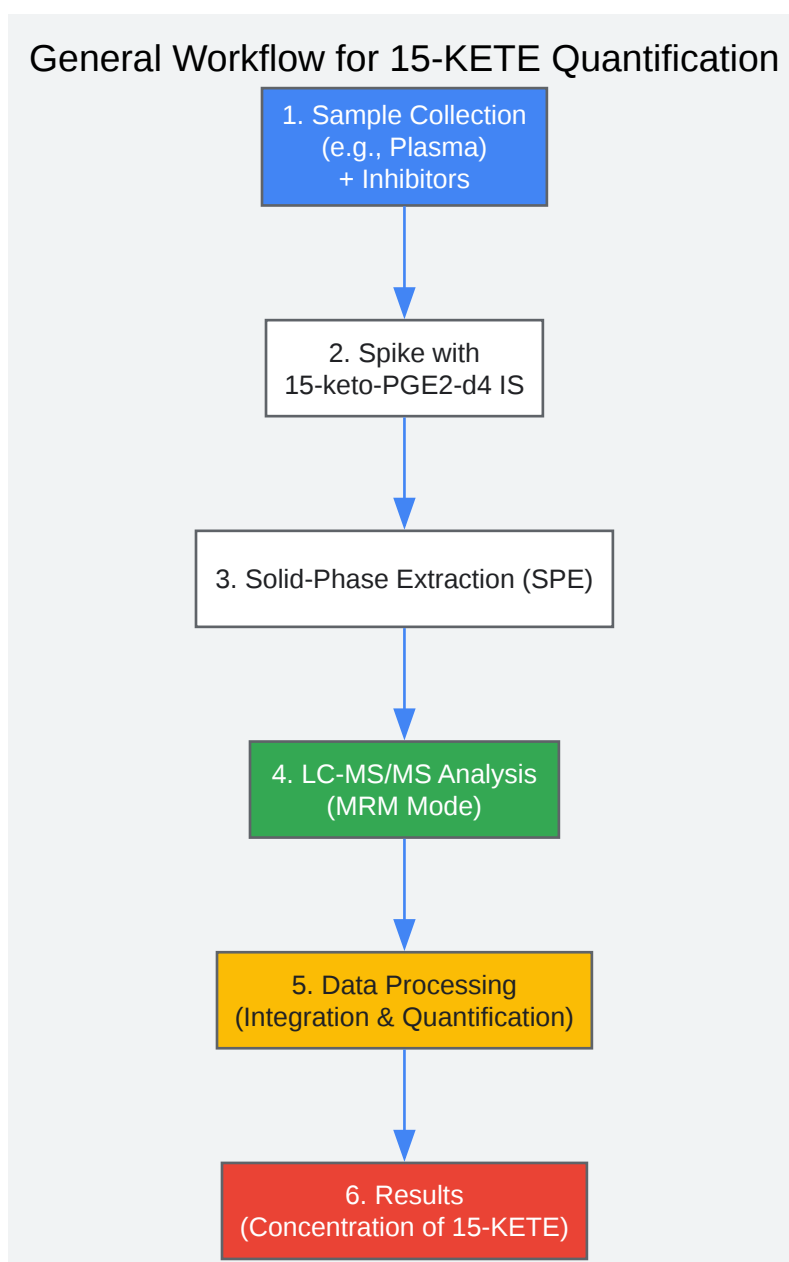 General Workflow for 15-KETE Quantification
1. Sample Collection
(e.g., Plasma)
+ Inhibitors
2. Spike with
15-keto-PGE2-d4 IS
3. Solid-Phase Extraction (SPE)
4. LC-MS/MS Analysis
(MRM Mode)
5. Data Processing
(Integration & Quantification)
6. Results
(Concentration of 15-KETE)